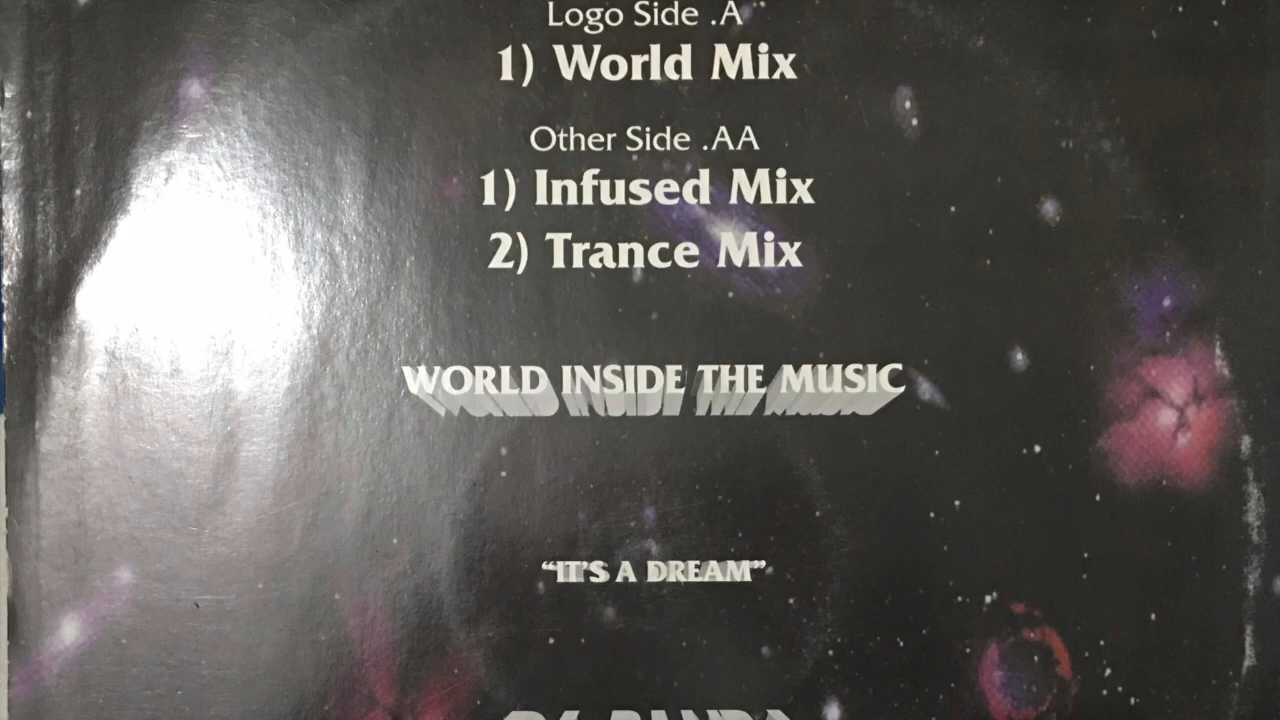 Logo Side .A
1) World Mix
Other Side .AA
1) Infused Mix
2) Trance Mix
WORLD INSIDE THE MUSIC
“IT'S A DREAM”